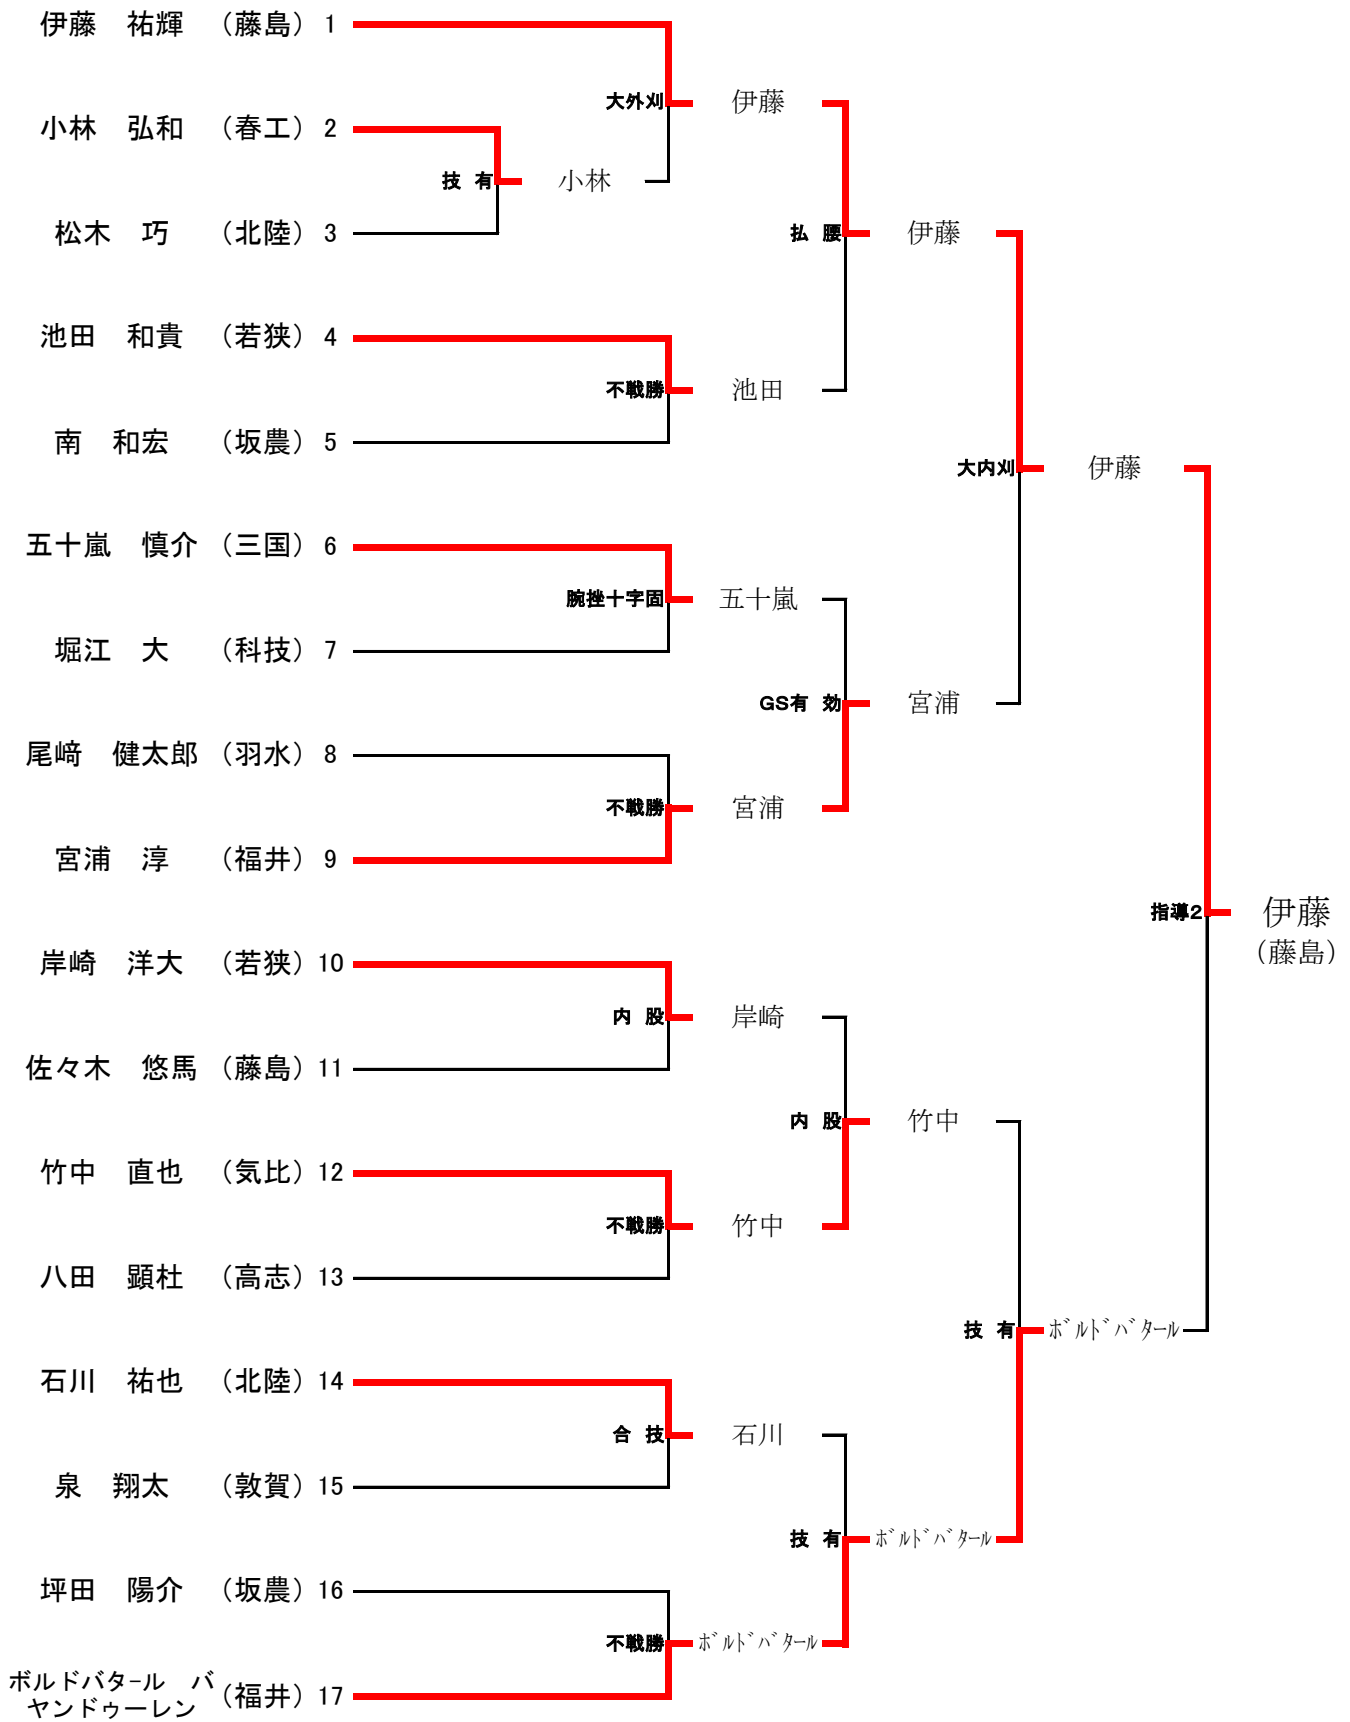 伊藤　祐輝　（藤島）　1
大外刈　伊藤
小林　弘和　（春工）　2
技 有　小林
松木　巧　（北陸）　3
払 腰　伊藤
池田　和貴　（若狭）　4
不戦勝　池田
南　和宏　（坂農）　5
大内刈　伊藤
五十嵐　慎介　（三国）　6
腕挫十字固　五十嵐
堀江　大　（科技）　7
GS有 効　宮浦
尾﨑　健太郎　（羽水）　8
不戦勝　宮浦
宮浦　淳　（福井）　9
指導2　伊藤
（藤島）
岸崎　洋大　（若狭）　10
内 股　岸崎
佐々木　悠馬　（藤島）　11
内 股　竹中
竹中　直也　（気比）　12
不戦勝　竹中
八田　顕杜　（高志）　13
技 有　ﾎﾞﾙﾄﾞﾊﾞﾀｰﾙ
石川　祐也　（北陸）　14
合 技　石川
泉　翔太　（敦賀）　15
技 有　ﾎﾞﾙﾄﾞﾊﾞﾀｰﾙ
坪田　陽介　（坂農）　16
不戦勝　ﾎﾞﾙﾄﾞﾊﾞﾀｰﾙ
ボルドバタ-ル　バ
ヤンドゥーレン　（福井）　17